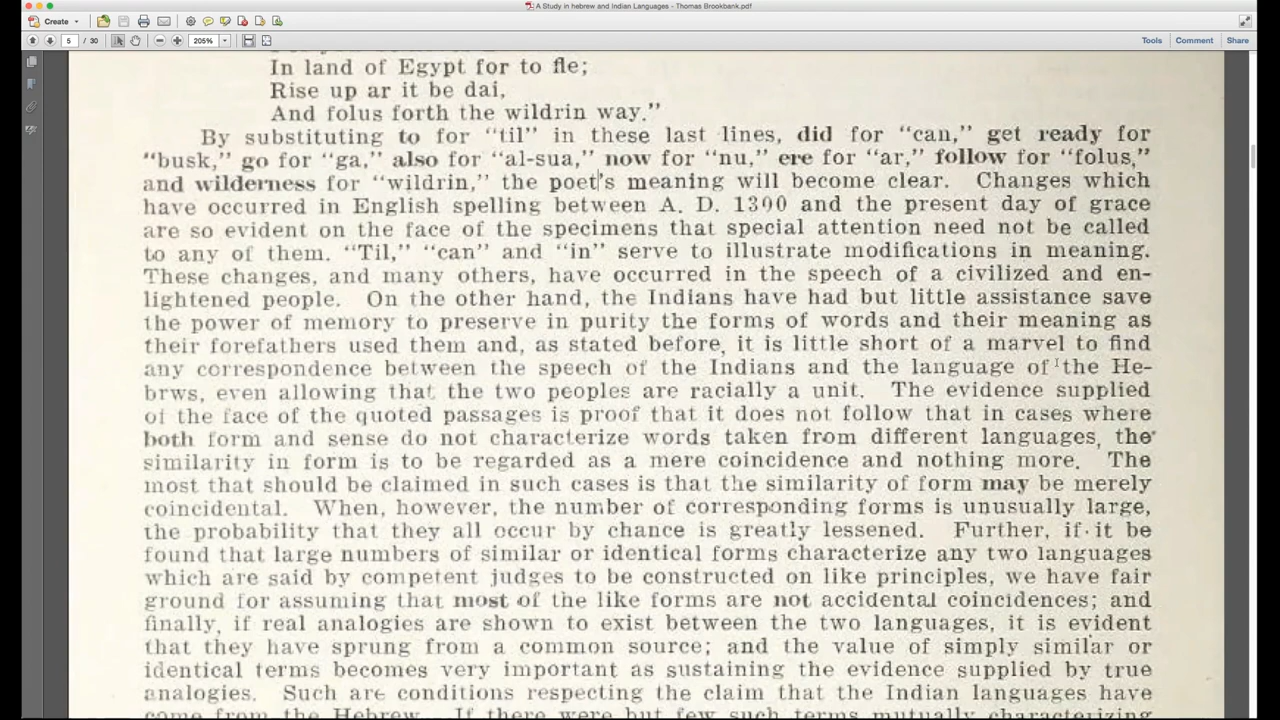 A Study in hebrew and Indian Languages - Thomas Brookbank.pdf
Create
5 / 30 205% Tools Comment Share
In land of Egypt for to fle;
Rise up ar it be dai,
And folus forth the wildrin way."
By substituting to for "til" in these last lines, did for "can," get ready for
"busk," go for "ga," also for "al-sua," now for "nu," ere for "ar," follow for "folus,"
and wilderness for "wildrin," the poet's meaning will become clear. Changes which
have occurred in English spelling between A. D. 1300 and the present day of grace
are so evident on the face of the specimens that special attention need not be called
to any of them. "Til," "can" and "in" serve to illustrate modifications in meaning.
These changes, and many others, have occurred in the speech of a civilized and en-
lightened people. On the other hand, the Indians have had but little assistance save
the power of memory to preserve in purity the forms of words and their meaning as
their forefathers used them and, as stated before, it is little short of a marvel to find
any correspondence between the speech of the Indians and the language of the He-
brws, even allowing that the two peoples are racially a unit. The evidence supplied
of the face of the quoted passages is proof that it does not follow that in cases where
both form and sense do not characterize words taken from different languages, the
similarity in form is to be regarded as a mere coincidence and nothing more. The
most that should be claimed in such cases is that the similarity of form may be merely
coincidental. When, however, the number of corresponding forms is unusually large,
the probability that they all occur by chance is greatly lessened. Further, if it be
found that large numbers of similar or identical forms characterize any two languages
which are said by competent judges to be constructed on like principles, we have fair
ground for assuming that most of the like forms are not accidental coincidences; and
finally, if real analogies are shown to exist between the two languages, it is evident
that they have sprung from a common source; and the value of simply similar or
identical terms becomes very important as sustaining the evidence supplied by true
analogies. Such are conditions respecting the claim that the Indian languages have
come from the Hebrew. If there were but few such terms mutually characterizing